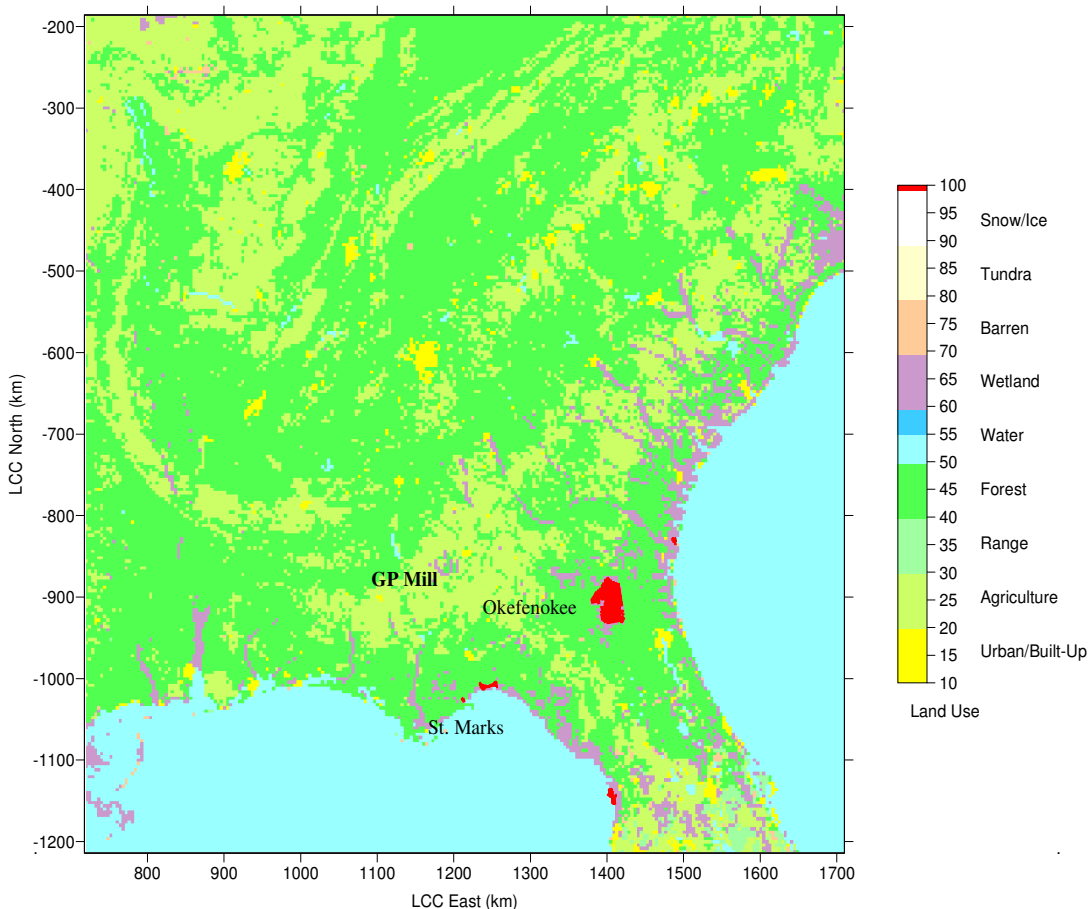 -200
-300
-400
-500
-600
-700
-800
-900
-1000
-1100
-1200
LCC North (km)
GP Mill
Okefenokee
St. Marks
800 900 1000 1100 1200 1300 1400 1500 1600 1700
LCC East (km)
100
95 Snow/Ice
90
85 Tundra
80
75 Barren
70
65 Wetland
60
55 Water
50
45 Forest
40
35 Range
30
25 Agriculture
20
15 Urban/Built-Up
10
Land Use